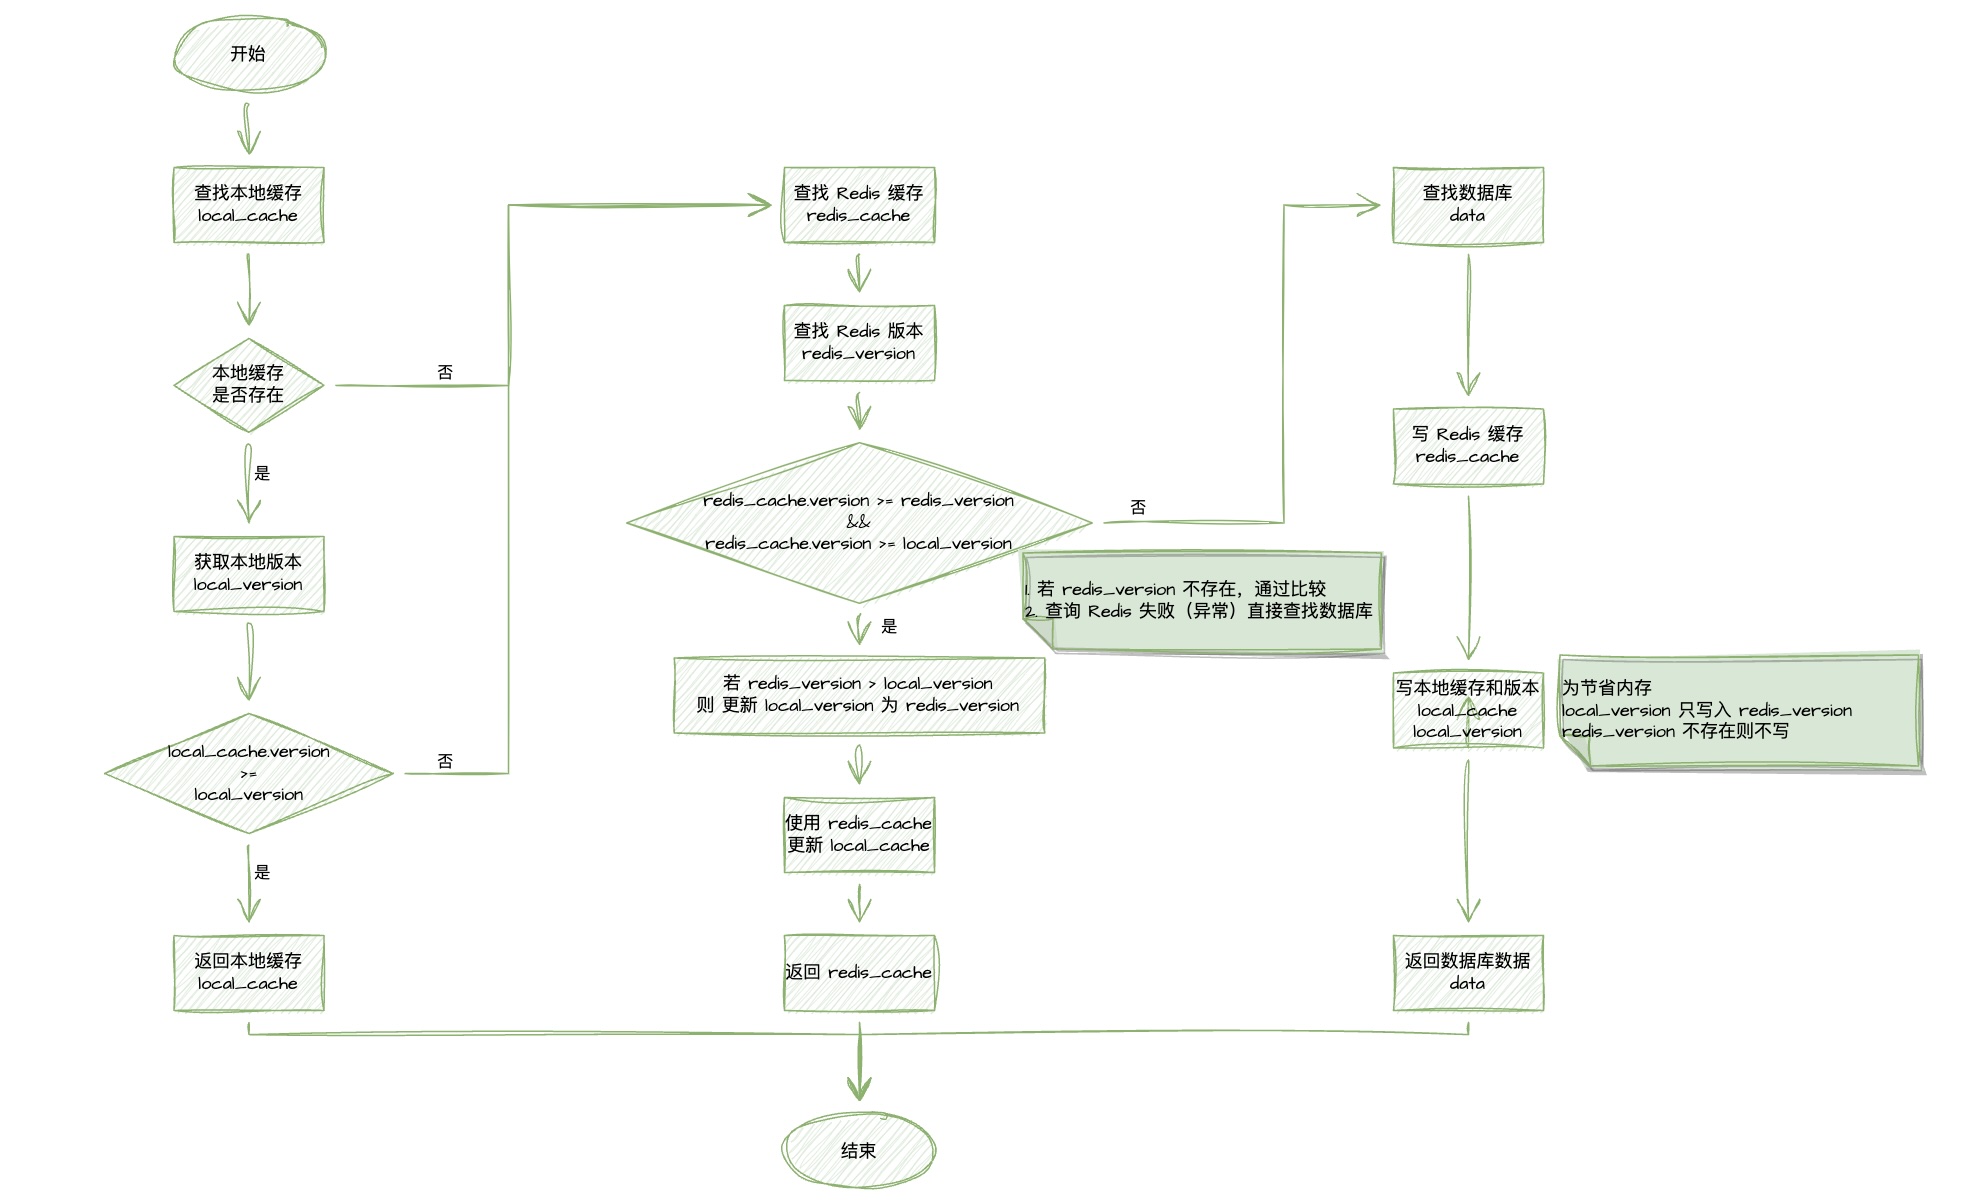 开始
查找本地缓存
local_cache
本地缓存
是否存在
否
是
获取本地版本
local_version
local_cache.version
>=
local_version
否
是
返回本地缓存
local_cache
查找 Redis 缓存
redis_cache
查找 Redis 版本
redis_version
redis_cache.version >= redis_version
&&
redis_cache.version >= local_version
否
1. 若 redis_version 不存在，通过比较
2. 查询 Redis 失败（异常）直接查找数据库
是
若 redis_version > local_version
则 更新 local_version 为 redis_version
使用 redis_cache
更新 local_cache
返回 redis_cache
查找数据库
data
写 Redis 缓存
redis_cache
写本地缓存和版本
local_cache
local_version
为节省内存
local_version 只写入 redis_version
redis_version 不存在则不写
返回数据库数据
data
结束